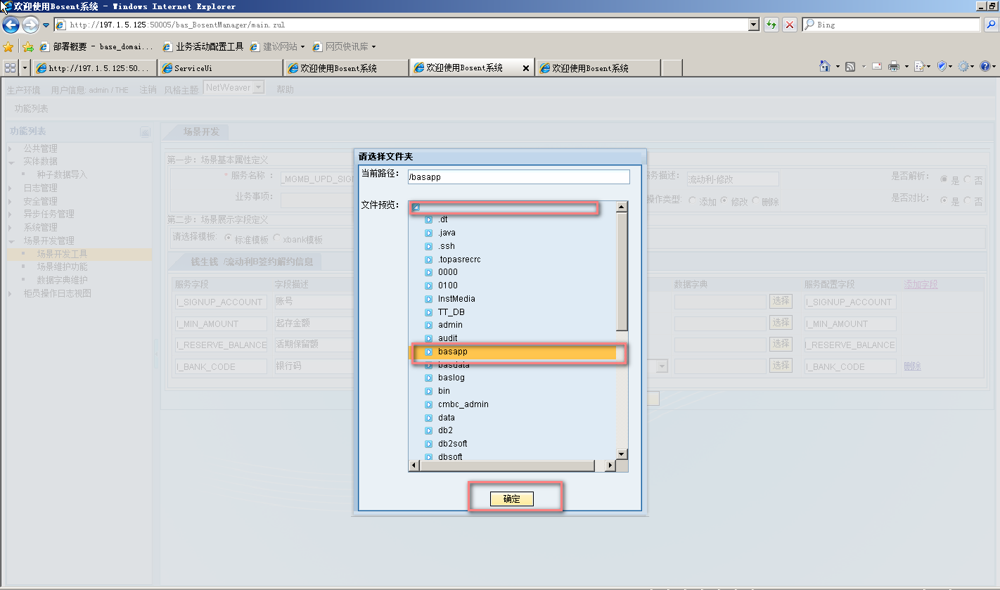 欢迎使用Bosent系统 - Windows Internet Explorer
http://197.1.5.125:50005/bas_BosentManager/main.zul
Bing
部署概要 - base_domai... 业务活动配置工具 建议网站 网页快讯库
http://197.1.5.125:50... ServiceUi 欢迎使用Bosent系统 欢迎使用Bosent系统 欢迎使用Bosent系统
生产环境 用户信息: admin / THE 注销 风格主题 NetWeaver 帮助
功能列表
功能列表
公共管理
实体数据
种子数据导入
日志管理
安全管理
异步任务管理
系统管理
场景开发管理
场景开发工具
场景维护功能
数据字典维护
柜员操作日志视图
场景开发
第一步：场景基本属性定义
* 服务名称： _MGMB_UPD_SIG
服务描述： 流动利-修改
是否解析： 是 否
业务事项：
操作类型: 添加 修改 删除
是否对比： 是 否
第二步：场景展示字段定义
请选择模板: 标准模板 xbank模板
钱生钱 /流动利B签约解约信息
服务字段 字段描述 数据字典 服务配置字段 添加字段
I_SIGNUP_ACCOUNT 账号 选择 I_SIGNUP_ACCOUNT
I_MIN_AMOUNT 起存金额 选择 I_MIN_AMOUNT
I_RESERVE_BALANCE 活期保留额 选择 I_RESERVE_BALANCE
I_BANK_CODE 银行码 选择 I_BANK_CODE 删除
请选择文件夹
当前路径： /basapp
文件预览：
.dt
.java
.ssh
.topasrecrc
0000
0100
InstMedia
TT_DB
admin
audit
basapp
basdata
baslog
bin
cmbc_admin
data
db2
db2soft
dbsoft
确定